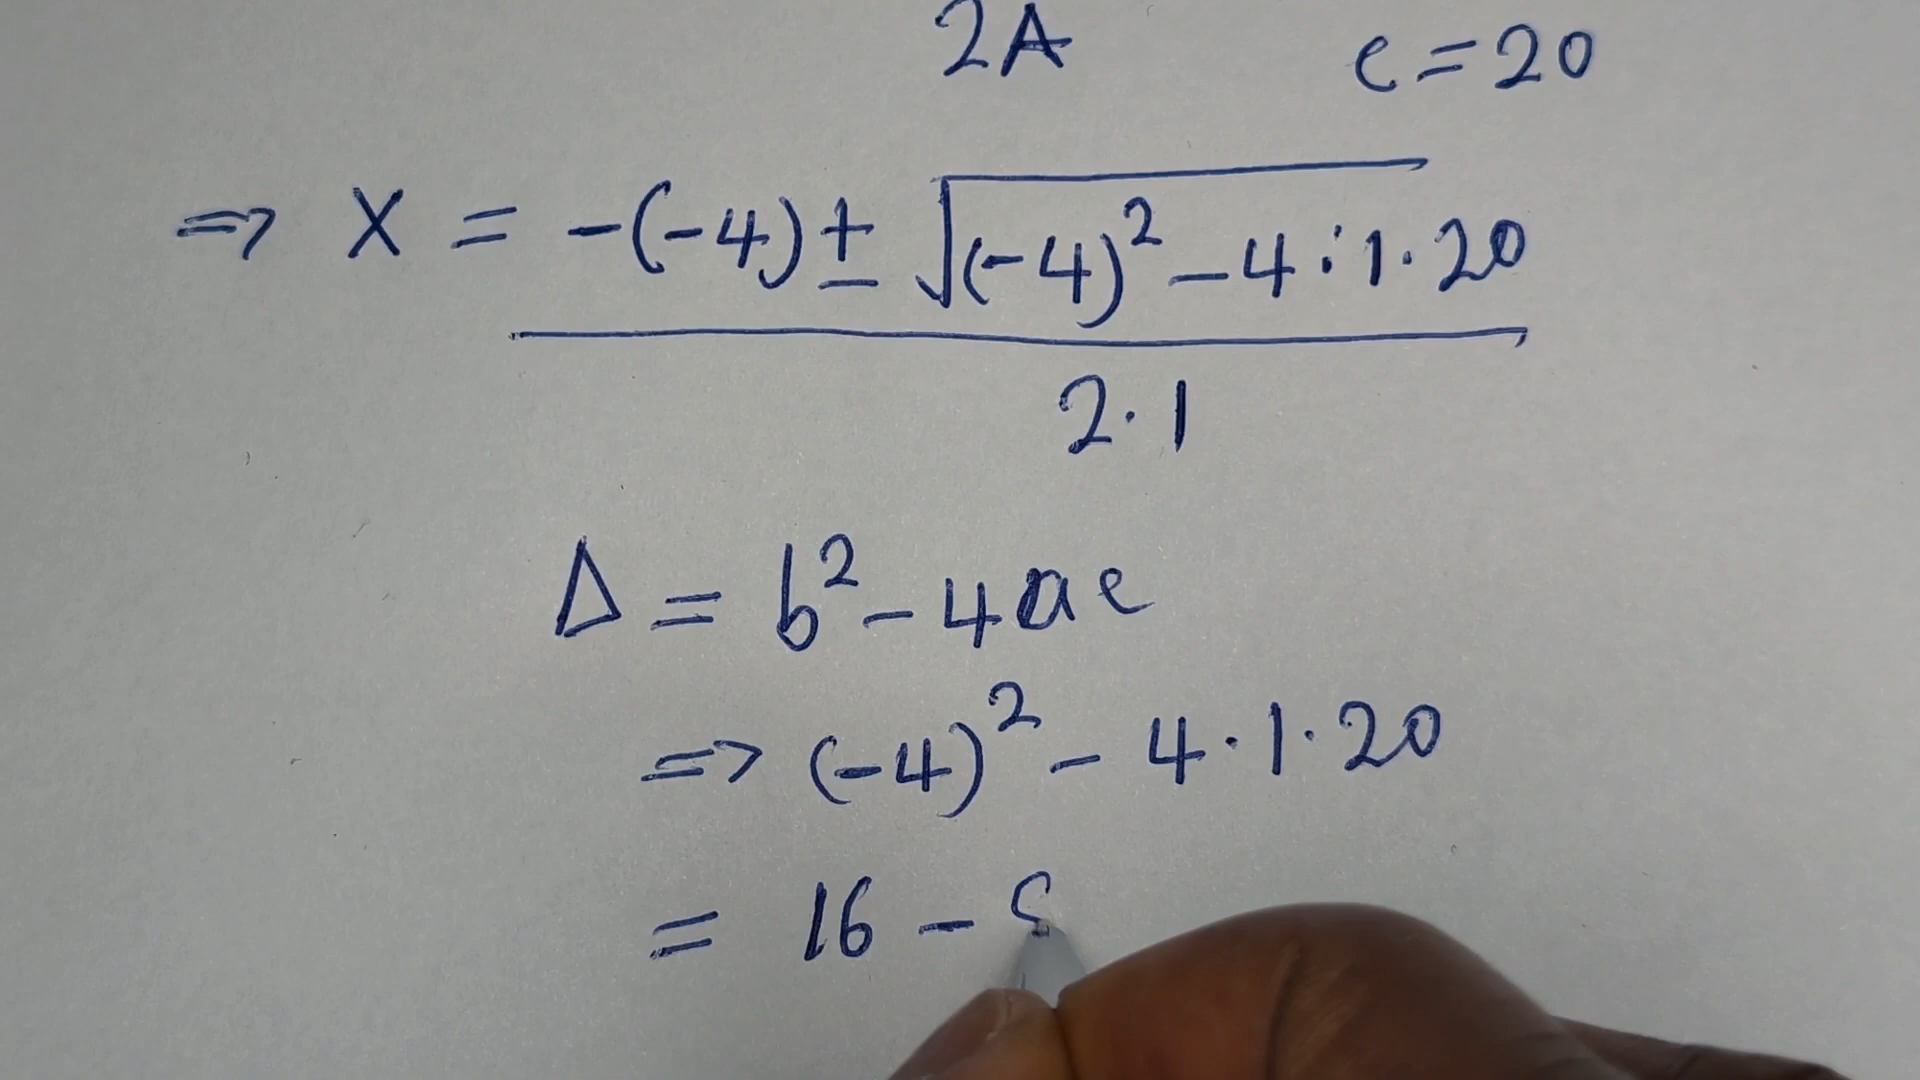 2A c=20
⇒ X = -(-4) ± √(-4)² - 4·1·20
2·1
Δ = b² - 4ac
⇒ (-4)² - 4·1·20
= 16 -